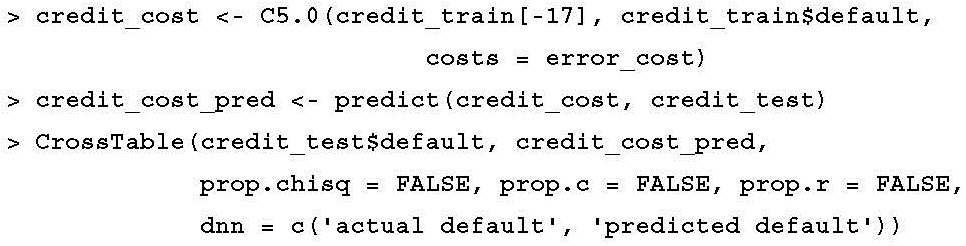 > credit_cost <- C5.0(credit_train[-17], credit_train$default,
costs = error_cost)
> credit_cost_pred <- predict(credit_cost, credit_test)
> CrossTable(credit_test$default, credit_cost_pred,
prop.chisq = FALSE, prop.c = FALSE, prop.r = FALSE,
dnn = c('actual default', 'predicted default'))